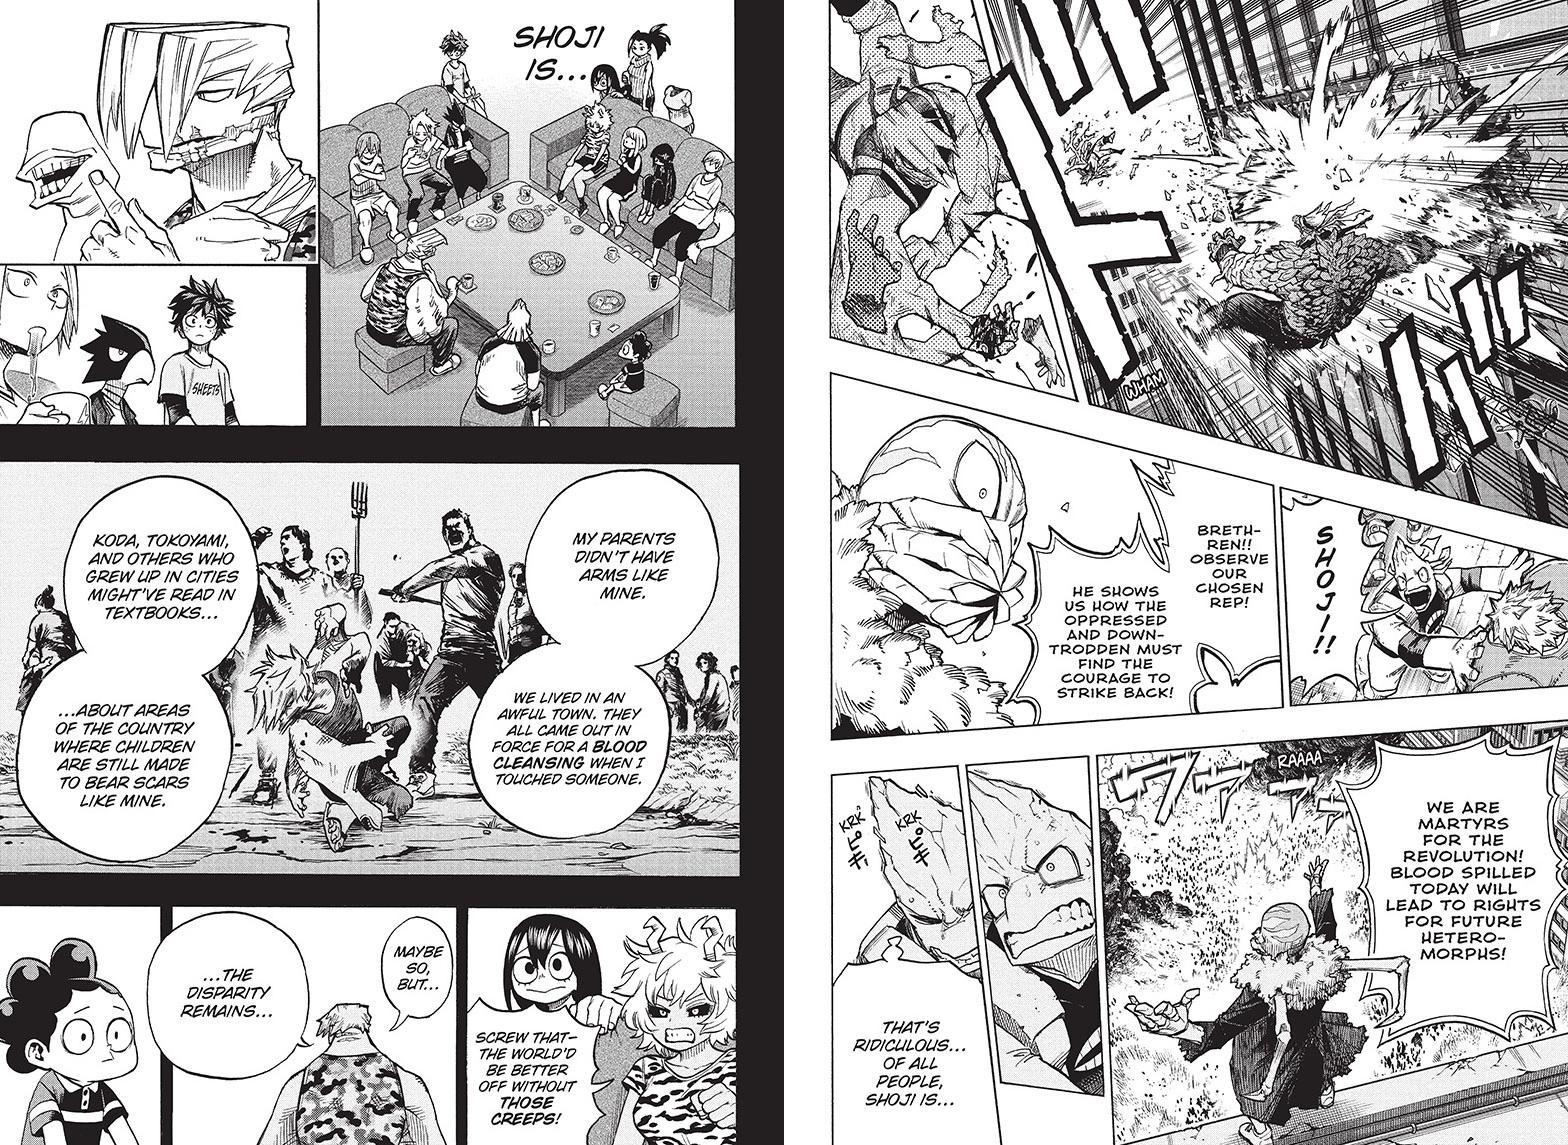 ド
WHAM
SHOJI!!
BRETH-
REN!!
OBSERVE
OUR
CHOSEN
REP!
HE SHOWS
US HOW THE
OPPRESSED
AND DOWN-
TRODDEN MUST
FIND THE
COURAGE TO
STRIKE BACK!
WE ARE
MARTYRS
FOR THE
REVOLUTION!
BLOOD SPILLED
TODAY WILL
LEAD TO RIGHTS
FOR FUTURE
HETERO-
MORPHS!
RAAAA
ワァァァ
KRK
KRK
THAT'S
RIDICULOUS...
OF ALL
PEOPLE,
SHOJI IS...
SHOJI
IS...
SHEETS
MY PARENTS
DIDN'T HAVE
ARMS LIKE
MINE.
WE LIVED IN AN
AWFUL TOWN. THEY
ALL CAME OUT IN
FORCE FOR A BLOOD
CLEANSING WHEN I
TOUCHED SOMEONE.
KODA, TOKOYAMI,
AND OTHERS WHO
GREW UP IN CITIES
MIGHT'VE READ IN
TEXTBOOKS...
...ABOUT AREAS
OF THE COUNTRY
WHERE CHILDREN
ARE STILL MADE
TO BEAR SCARS
LIKE MINE.
SCREW THAT–
THE WORLD'D
BE BETTER
OFF WITHOUT
THOSE
CREEPS!
MAYBE
SO,
BUT...
...THE
DISPARITY
REMAINS...